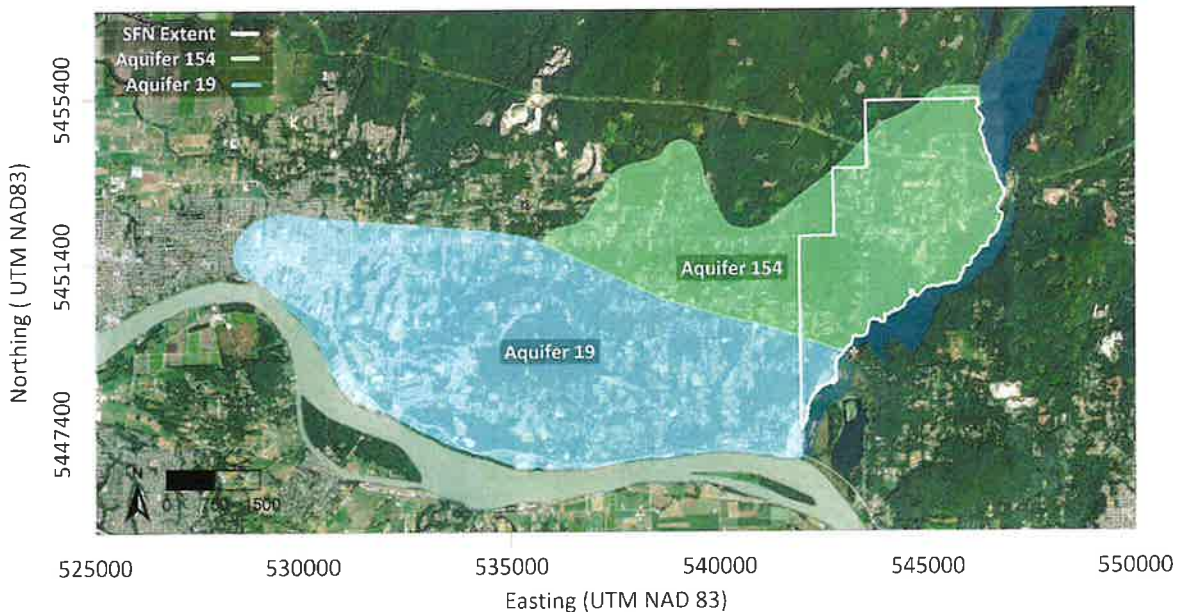 SFN Extent
Aquifer 154
Aquifer 19
5455400
5451400
5447400
Northing ( UTM NAD83)
Aquifer 154
Aquifer 19
N
0 750 1500
525000 530000 535000 540000 545000 550000
Easting (UTM NAD 83)